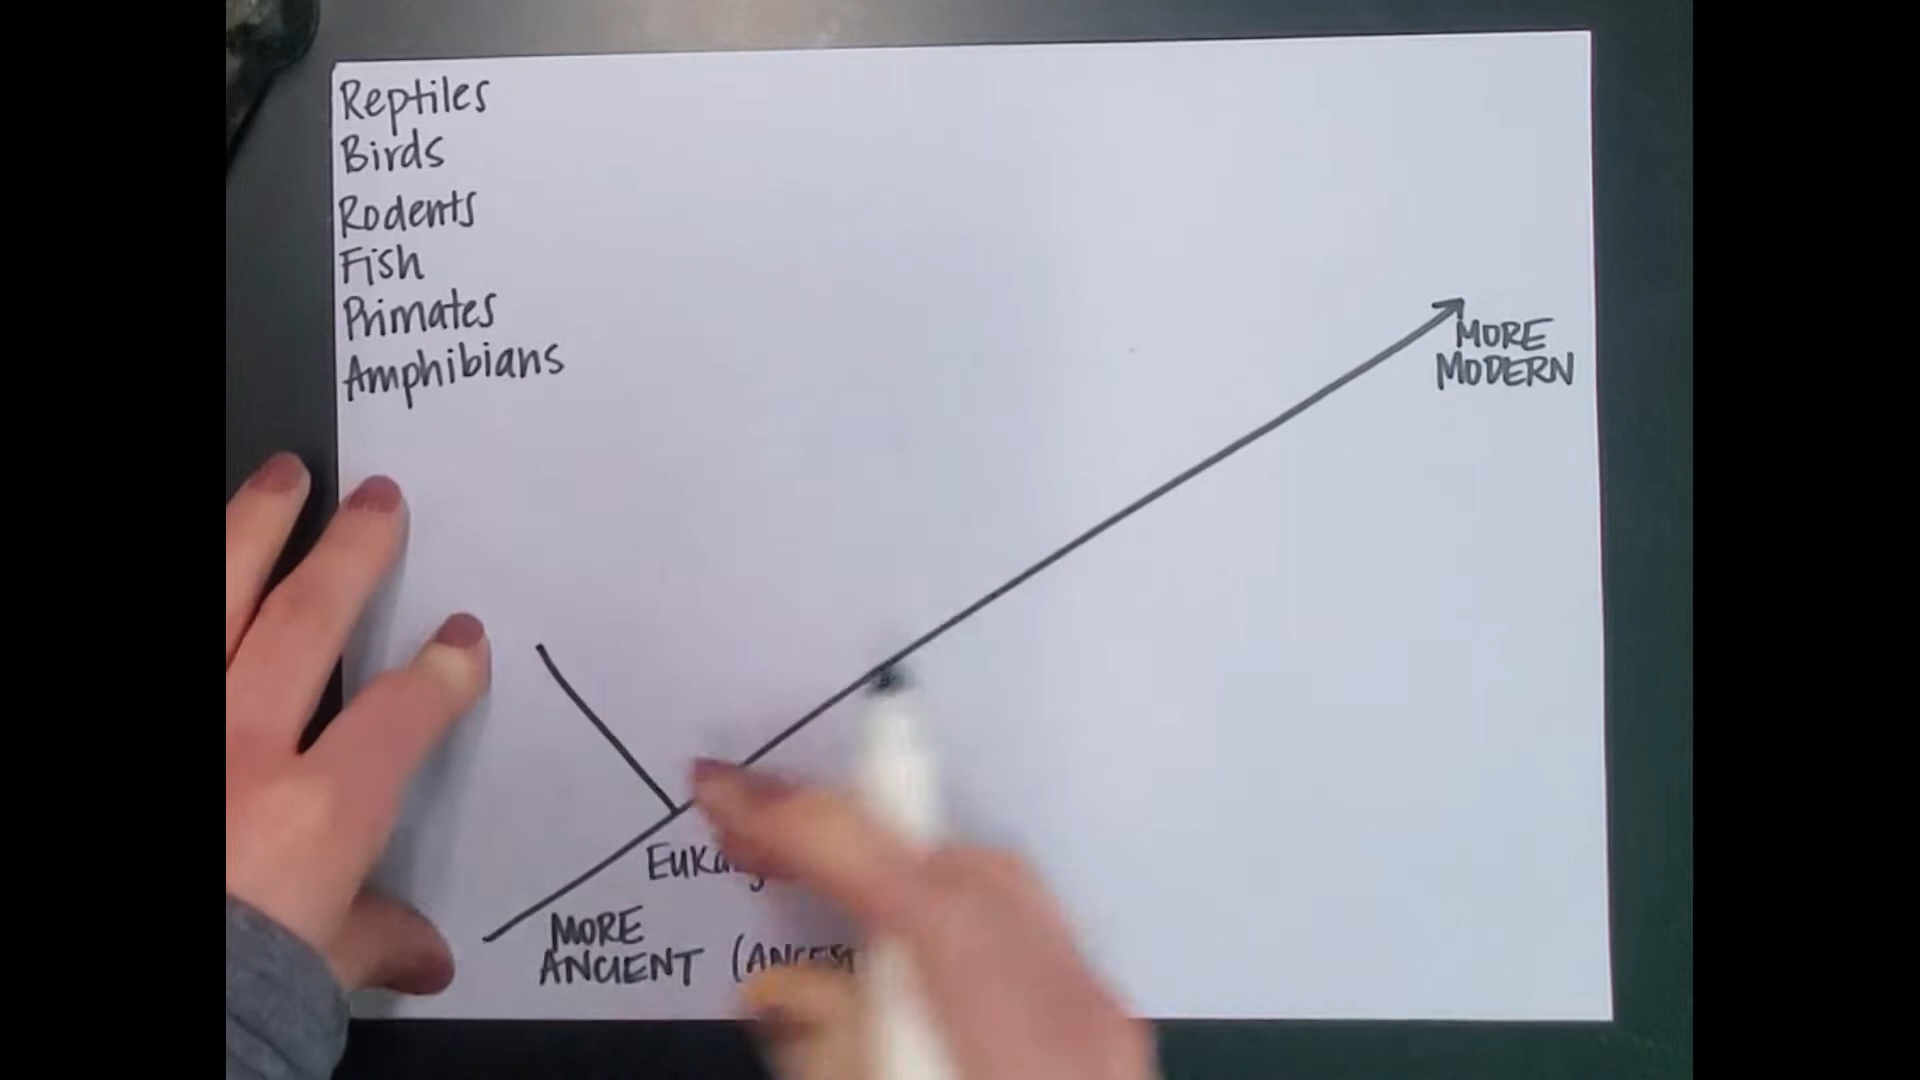 Reptiles
Birds
Rodents
Fish
Primates
Amphibians
MORE
MODERN
MORE
ANCIENT